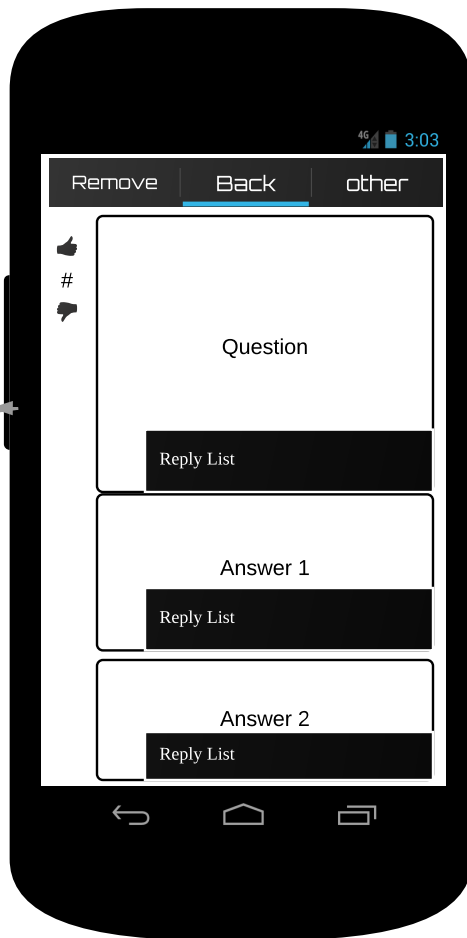 4G 3:03
Remove Back other
#
Question
Reply List
Answer 1
Reply List
Answer 2
Reply List